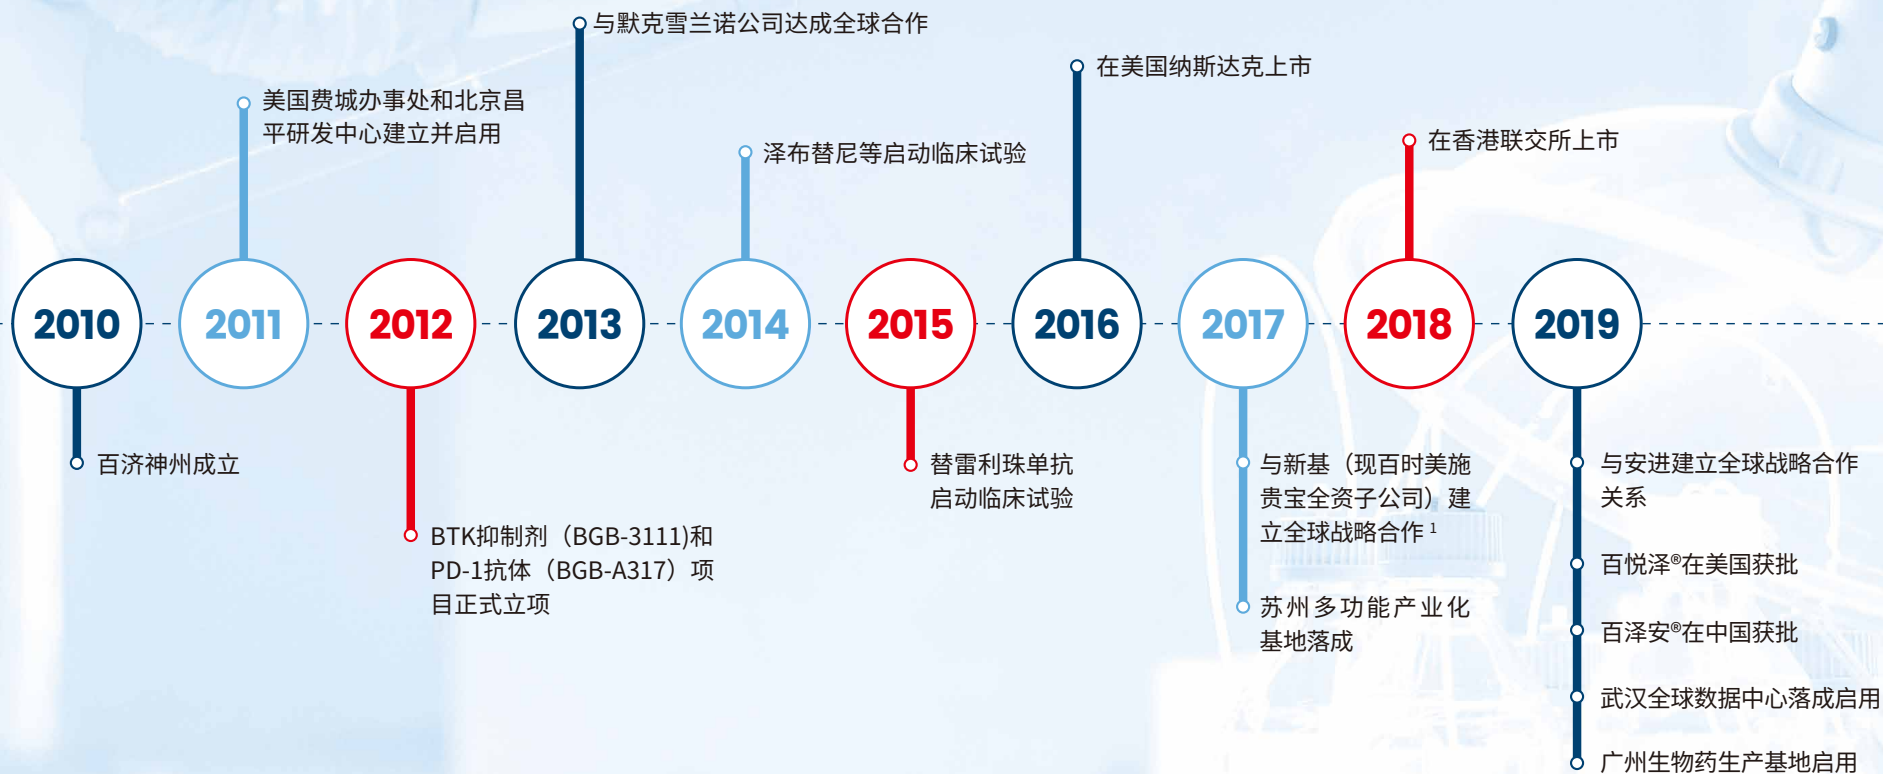 与默克雪兰诺公司达成全球合作
在美国纳斯达克上市
美国费城办事处和北京昌
平研发中心建立并启用
泽布替尼等启动临床试验
在香港联交所上市
2010
2011
2012
2013
2014
2015
2016
2017
2018
2019
百济神州成立
BTK抑制剂（BGB-3111)和
PD-1抗体（BGB-A317）项
目正式立项
替雷利珠单抗
启动临床试验
与新基（现百时美施
贵宝全资子公司）建
立全球战略合作 1
苏州多功能产业化
基地落成
与安进建立全球战略合作
关系
百悦泽®在美国获批
百泽安®在中国获批
武汉全球数据中心落成启用
广州生物药生产基地启用